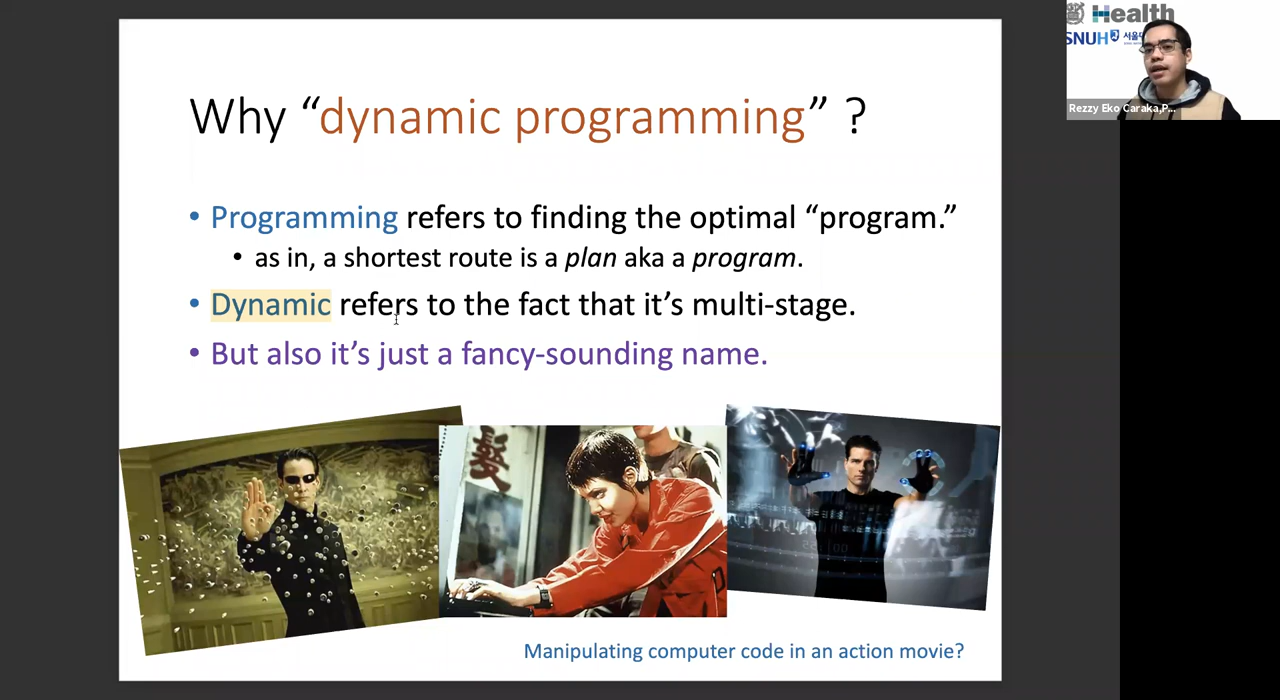 Why “dynamic programming” ?
• Programming refers to finding the optimal “program.”
• as in, a shortest route is a plan aka a program.
• Dynamic refers to the fact that it’s multi-stage.
• But also it’s just a fancy-sounding name.
Manipulating computer code in an action movie?
Health
SNUH
Rezzy Eko Caraka,P...